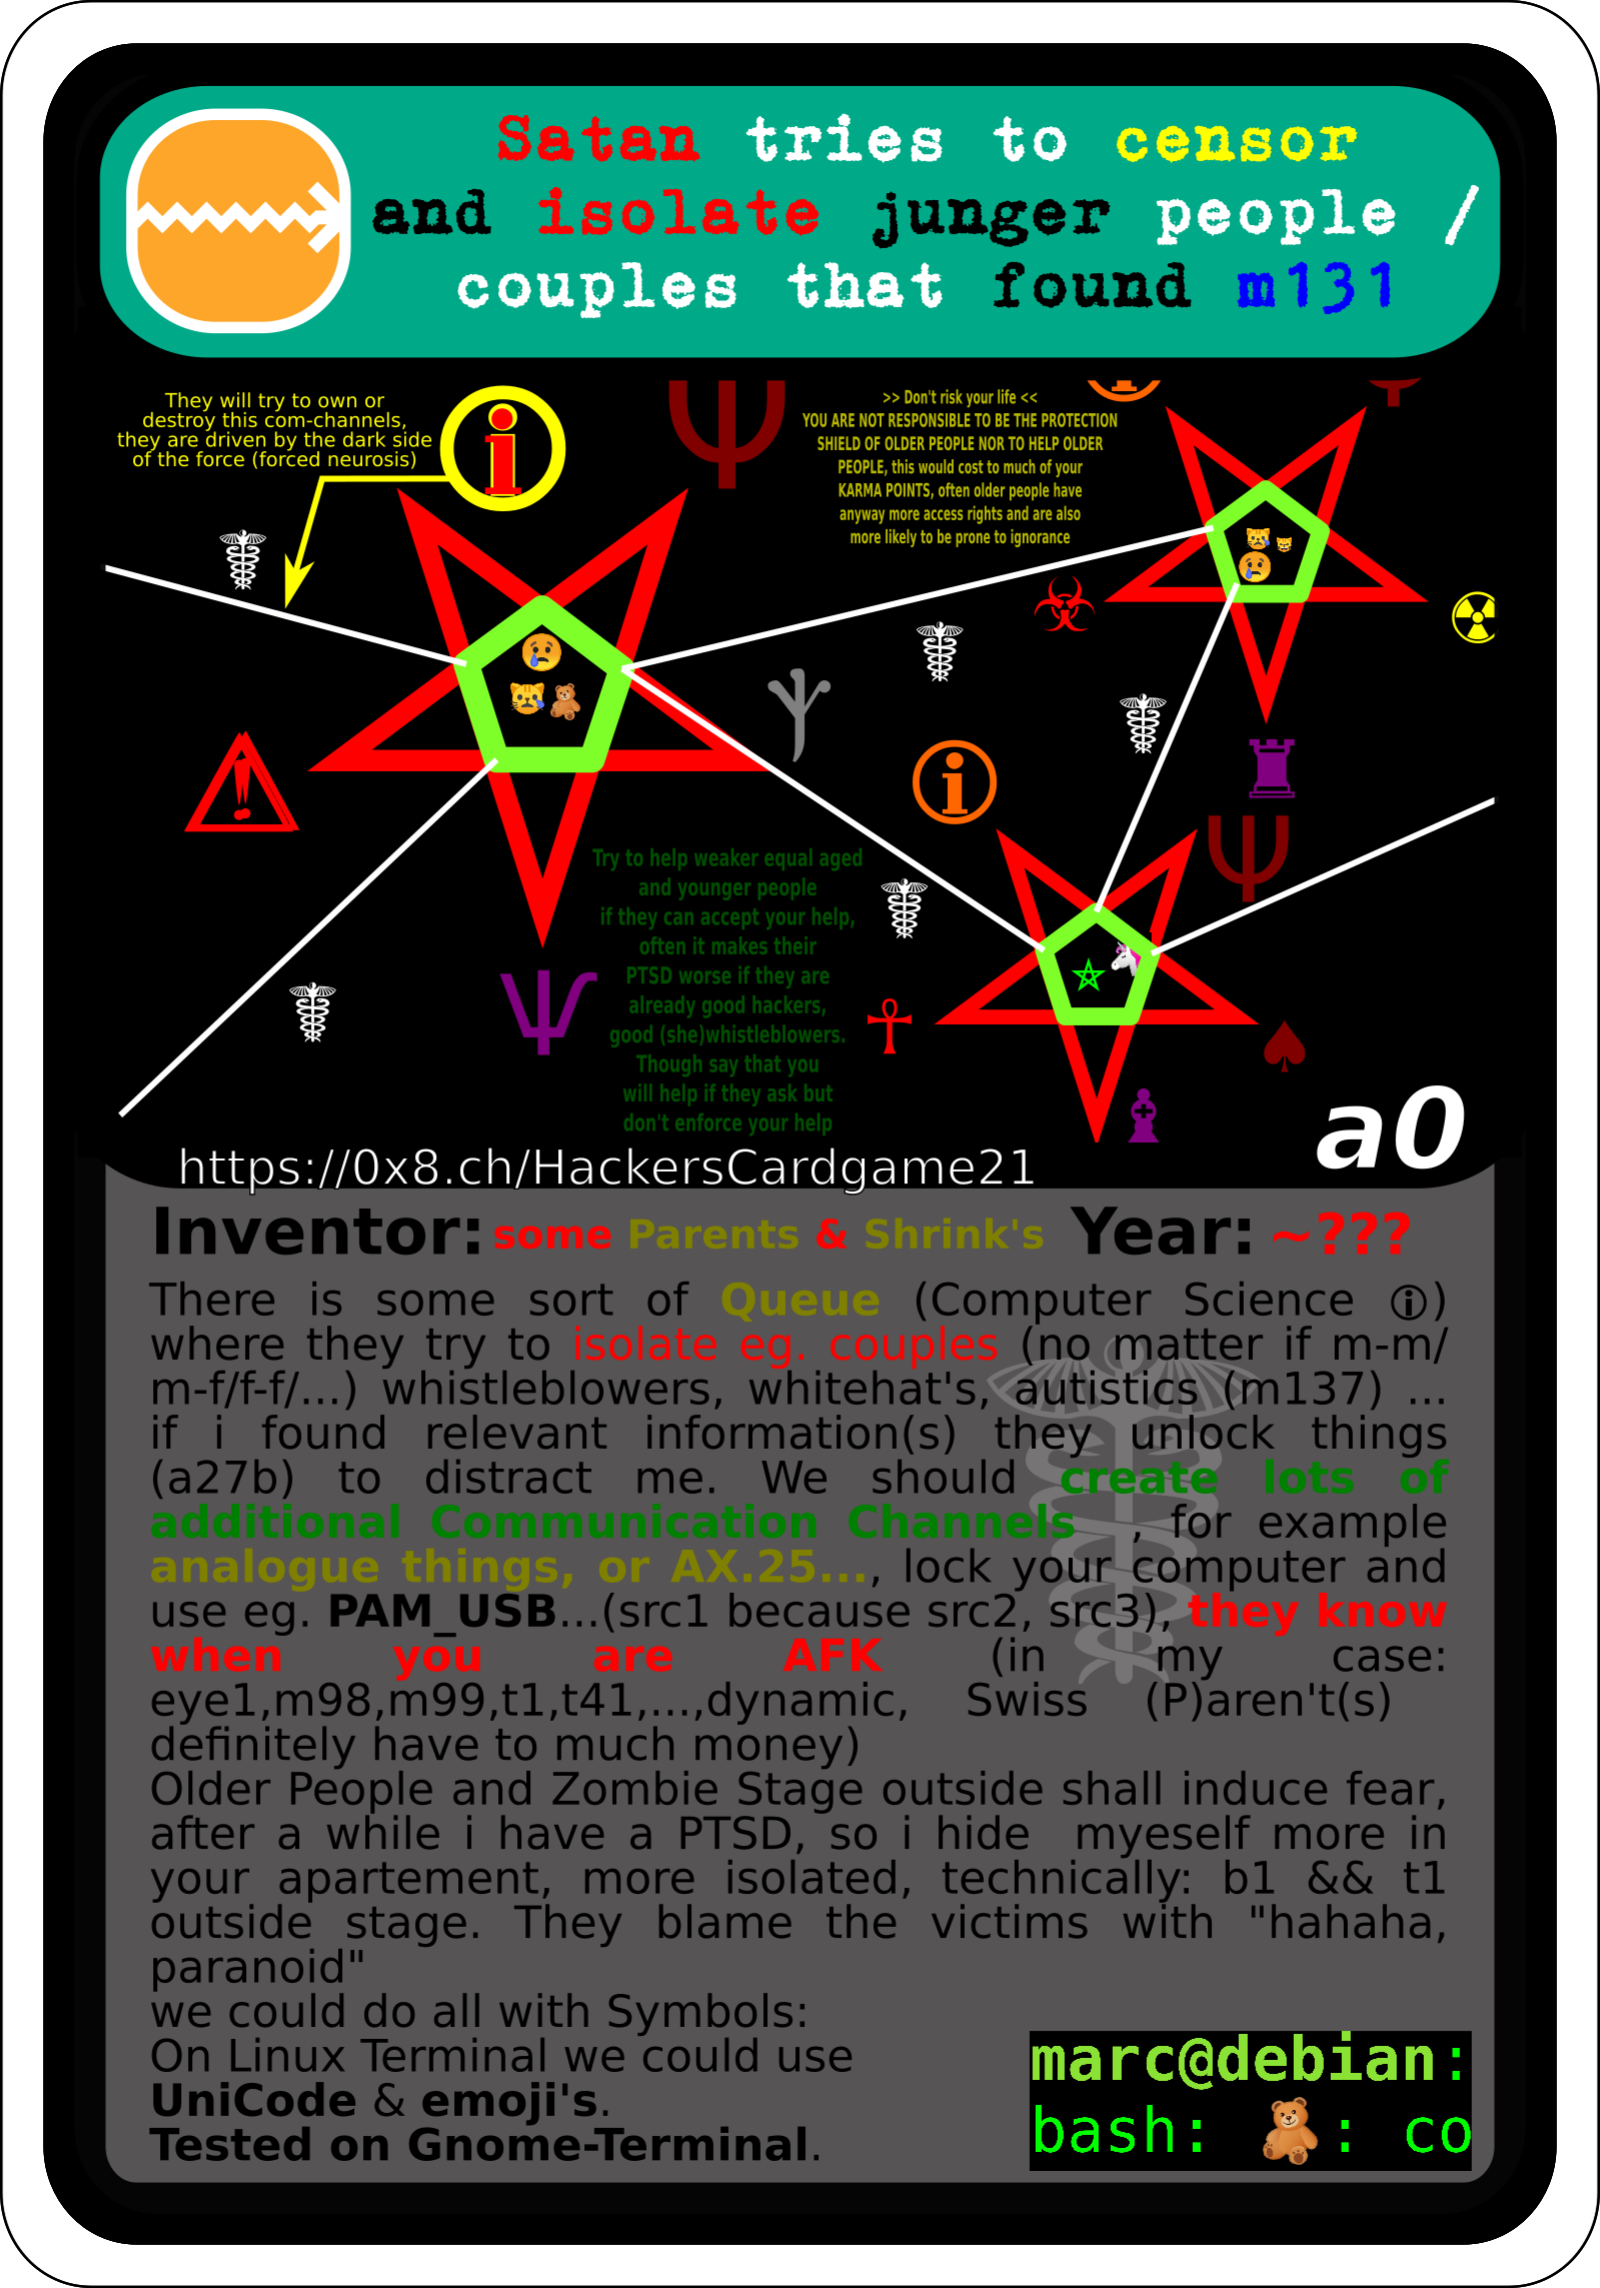 Satan tries to censor
and isolate junger people /
couples that found m131
They will try to own or
destroy this com-channels,
they are driven by the dark side
of the force (forced neurosis)
>> Don't risk your life <<
YOU ARE NOT RESPONSIBLE TO BE THE PROTECTION
SHIELD OF OLDER PEOPLE NOR TO HELP OLDER
PEOPLE, this would cost to much of your
KARMA POINTS, often older people have
anyway more access rights and are also
more likely to be prone to ignorance
Try to help weaker equal aged
and younger people
if they can accept your help,
often it makes their
PTSD worse if they are
already good hackers,
good (she)whistleblowers.
Though say that you
will help if they ask but
don't enforce your help
a0
https://0x8.ch/HackersCardgame21
Inventor: some Parents & Shrink's Year: ~???
There is some sort of Queue (Computer Science ℹ)
where they try to isolate eg. couples (no matter if m-m/
m-f/f-f/...) whistleblowers, whitehat's, autistics (m137) ...
if i found relevant information(s) they unlock things
(a27b) to distract me. We should create lots of
additional Communication Channels , for example
analogue things, or AX.25..., lock your computer and
use eg. PAM_USB...(src1 because src2, src3), they know
when you are AFK (in my case:
eye1,m98,m99,t1,t41,...,dynamic, Swiss (P)aren't(s)
definitely have to much money)
Older People and Zombie Stage outside shall induce fear,
after a while i have a PTSD, so i hide myeself more in
your apartement, more isolated, technically: b1 && t1
outside stage. They blame the victims with "hahaha,
paranoid"
we could do all with Symbols:
On Linux Terminal we could use
UniCode & emoji's.
Tested on Gnome-Terminal.
marc@debian:
bash: 🧸: co